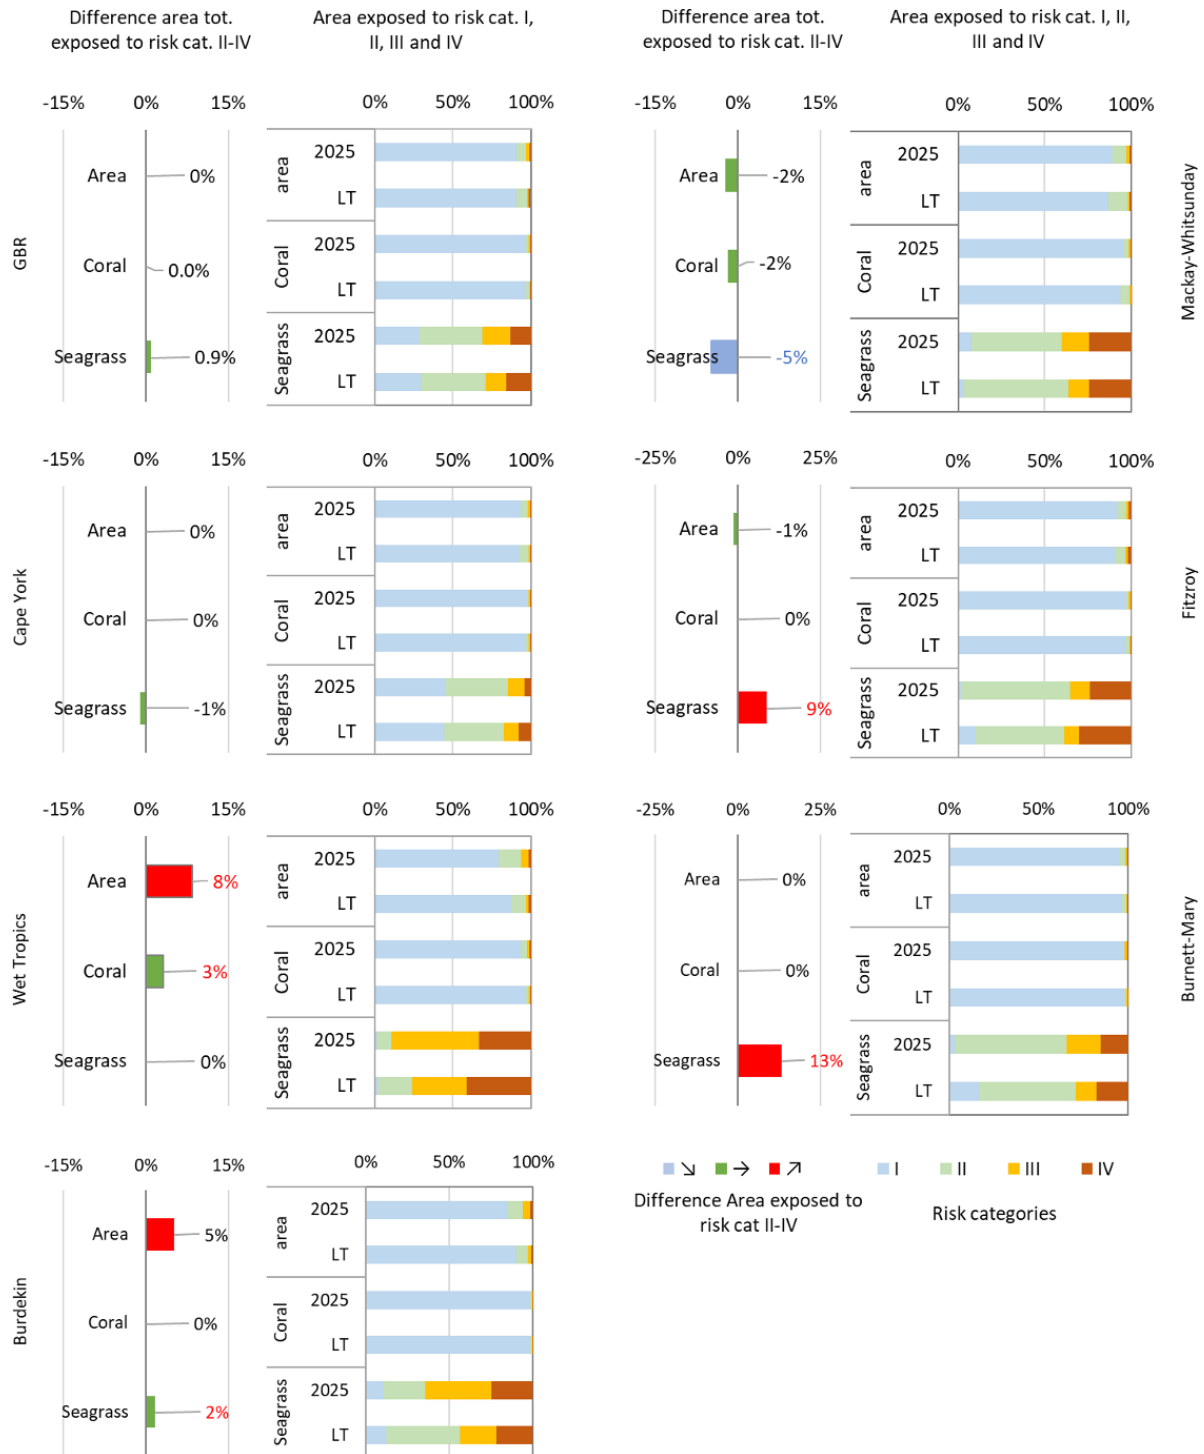 Difference area tot.
exposed to risk cat. II-IV
Area exposed to risk cat. I,
II, III and IV
Difference area tot.
exposed to risk cat. II-IV
Area exposed to risk cat. I, II,
III and IV
GBR
-15% 0% 15%
0% 50% 100%
Area 0%
Coral 0.0%
Seagrass 0.9%
area
2025
LT
Coral
2025
LT
Seagrass
2025
LT
-15% 0% 15%
0% 50% 100%
Area -2%
Coral -2%
Seagrass -5%
area
2025
LT
Coral
2025
LT
Seagrass
2025
LT
Mackay-Whitsunday
Cape York
-15% 0% 15%
0% 50% 100%
Area 0%
Coral 0%
Seagrass -1%
area
2025
LT
Coral
2025
LT
Seagrass
2025
LT
-25% 0% 25%
0% 50% 100%
Area -1%
Coral 0%
Seagrass 9%
area
2025
LT
Coral
2025
LT
Seagrass
2025
LT
Fitzroy
Wet Tropics
-15% 0% 15%
0% 50% 100%
Area 8%
Coral 3%
Seagrass 0%
area
2025
LT
Coral
2025
LT
Seagrass
2025
LT
-25% 0% 25%
0% 50% 100%
Area 0%
Coral 0%
Seagrass 13%
area
2025
LT
Coral
2025
LT
Seagrass
2025
LT
Burnett-Mary
Burdekin
-15% 0% 15%
0% 50% 100%
Area 5%
Coral 0%
Seagrass 2%
area
2025
LT
Coral
2025
LT
Seagrass
2025
LT
↘ → ↗
Difference Area exposed to
risk cat II-IV
I II III IV
Risk categories